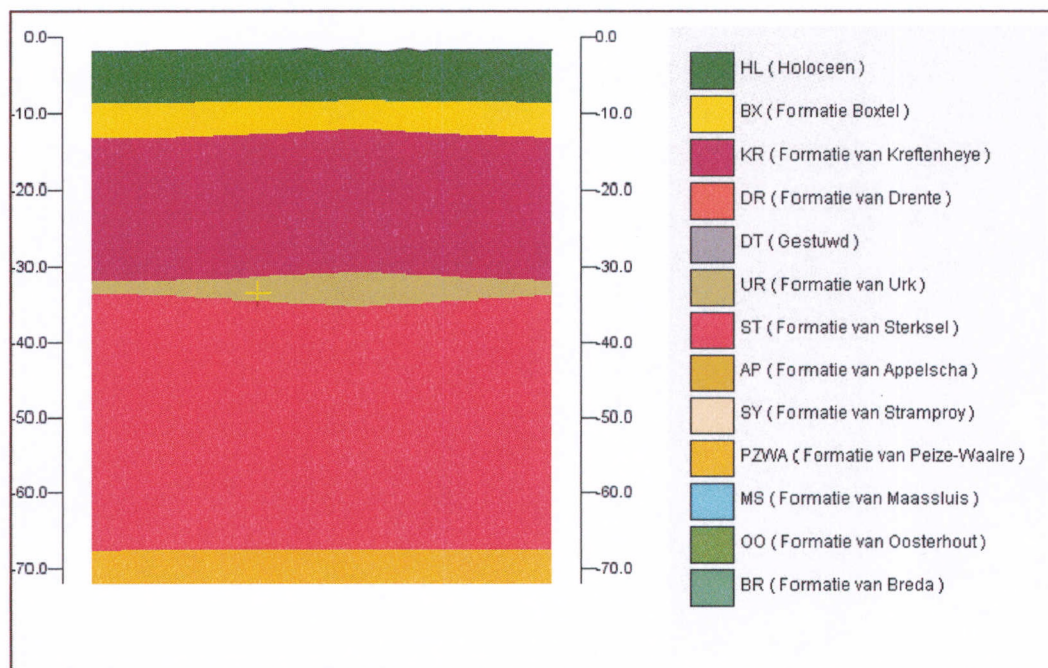 0.0
-10.0
-20.0
-30.0
-40.0
-50.0
-60.0
-70.0
0.0
-10.0
-20.0
-30.0
-40.0
-50.0
-60.0
-70.0
HL ( Holoceen )
BX ( Formatie Boxtel )
KR ( Formatie van Kreftenheye )
DR ( Formatie van Drente )
DT ( Gestuwd )
UR ( Formatie van Urk )
ST ( Formatie van Sterksel )
AP ( Formatie van Appelscha )
SY ( Formatie van Stramproy )
PZWA ( Formatie van Peize-Waalre )
MS ( Formatie van Maassluis )
OO ( Formatie van Oosterhout )
BR ( Formatie van Breda )